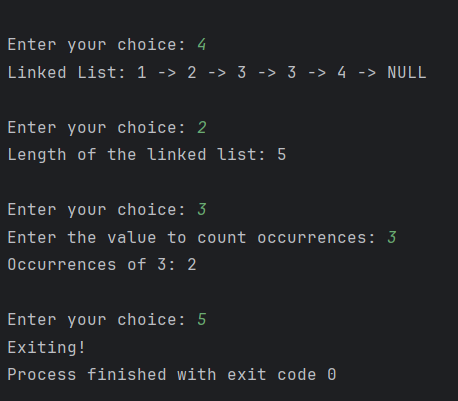 Enter your choice: 4
Linked List: 1 -> 2 -> 3 -> 3 -> 4 -> NULL
Enter your choice: 2
Length of the linked list: 5
Enter your choice: 3
Enter the value to count occurrences: 3
Occurrences of 3: 2
Enter your choice: 5
Exiting!
Process finished with exit code 0